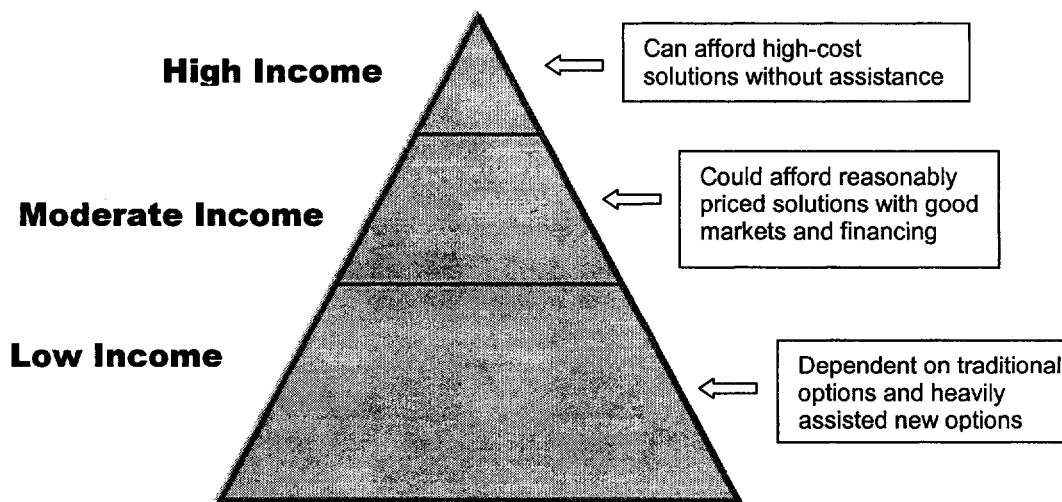 High Income
Can afford high-cost
solutions without assistance
Moderate Income
Could afford reasonably
priced solutions with good
markets and financing
Low Income
Dependent on traditional
options and heavily
assisted new options